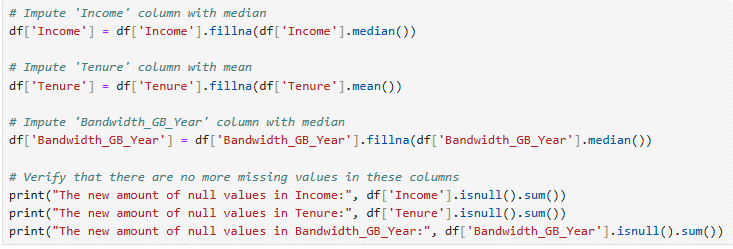 # Impute 'Income' column with median
df['Income'] = df['Income'].fillna(df['Income'].median())
# Impute 'Tenure' column with mean
df['Tenure'] = df['Tenure'].fillna(df['Tenure'].mean())
# Impute 'Bandwidth_GB_Year' column with median
df['Bandwidth_GB_Year'] = df['Bandwidth_GB_Year'].fillna(df['Bandwidth_GB_Year'].median())
# Verify that there are no more missing values in these columns
print("The new amount of null values in Income:", df['Income'].isnull().sum())
print("The new amount of null values in Tenure:", df['Tenure'].isnull().sum())
print("The new amount of null values in Bandwidth_GB_Year:", df['Bandwidth_GB_Year'].isnull().sum())